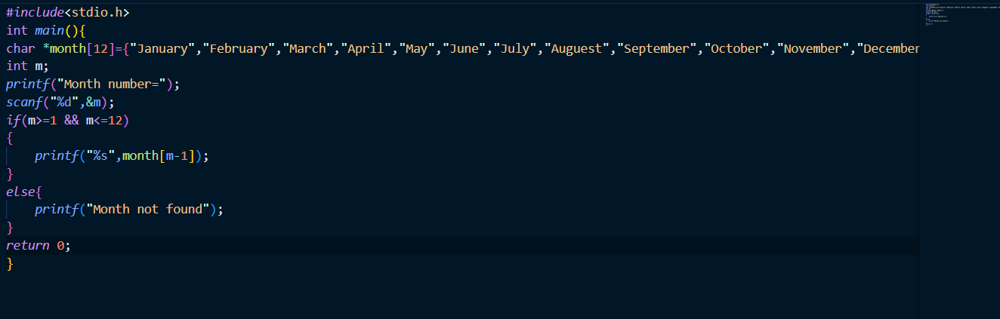 #include<stdio.h>
int main(){
char *month[12]={"January","February","March","April","May","June","July","Auguest","September","October","November","December
int m;
printf("Month number=");
scanf("%d",&m);
if(m>=1 && m<=12)
{
    printf("%s",month[m-1]);
}
else{
    printf("Month not found");
}
return 0;
}